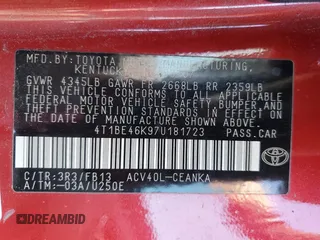 MFD.BY:TOYOTA MANUFACTURING,
KENTUCKY
GVWR 4345LB GAWR FR 2668LB RR 2359LB
THIS VEHICLE CONFORMS TO ALL APPLICABLE
FEDERAL MOTOR VEHICLE SAFETY, BUMPER, AND
THEFT PREVENTION STANDARDS IN EFFECT ON
THE DATE OF MANUFACTURE SHOWN ABOVE.
4T1BE46K97U181723 PASS.CAR
C/TR:3R3/FB13 ACV40L-CEANKA
A/TM:-03A/U250E
TOYOTA
DREAMBID